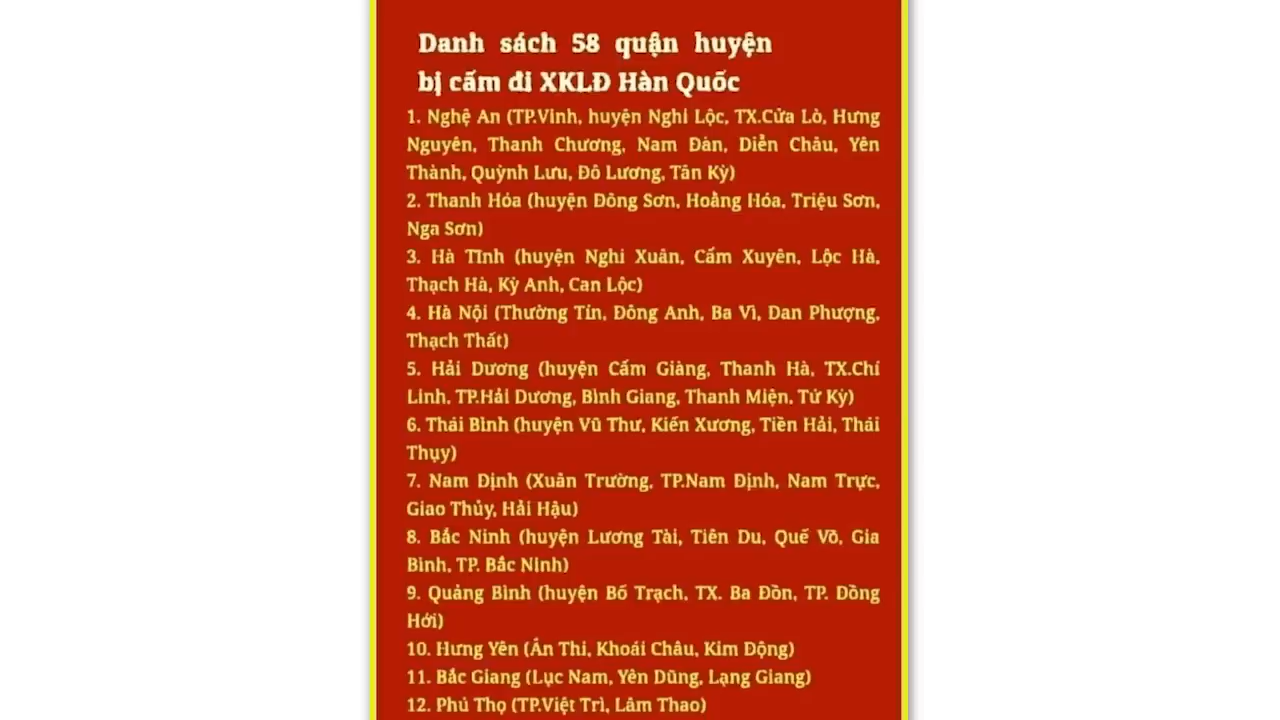 Danh sách 58 quận huyện
bị cấm đi XKLĐ Hàn Quốc
1. Nghệ An (TP.Vinh, huyện Nghi Lộc, TX.Cửa Lò, Hưng
Nguyên, Thanh Chương, Nam Đàn, Diễn Châu, Yên
Thành, Quỳnh Lưu, Đô Lương, Tân Kỳ)
2. Thanh Hóa (huyện Đông Sơn, Hoằng Hóa, Triệu Sơn,
Nga Sơn)
3. Hà Tĩnh (huyện Nghi Xuân, Cẩm Xuyên, Lộc Hà,
Thạch Hà, Kỳ Anh, Can Lộc)
4. Hà Nội (Thường Tín, Đông Anh, Ba Vì, Dan Phượng,
Thạch Thất)
5. Hải Dương (huyện Cẩm Giàng, Thanh Hà, TX.Chí
Linh, TP.Hải Dương, Bình Giang, Thanh Miện, Tứ Kỳ)
6. Thái Bình (huyện Vũ Thư, Kiến Xương, Tiền Hải, Thái
Thụy)
7. Nam Định (Xuân Trường, TP.Nam Định, Nam Trực,
Giao Thủy, Hải Hậu)
8. Bắc Ninh (huyện Lương Tài, Tiên Du, Quế Võ, Gia
Bình, TP. Bắc Ninh)
9. Quảng Bình (huyện Bố Trạch, TX. Ba Đồn, TP. Đồng
Hới)
10. Hưng Yên (Ân Thi, Khoái Châu, Kim Động)
11. Bắc Giang (Lục Nam, Yên Dũng, Lạng Giang)
12. Phú Thọ (TP.Việt Trì, Lâm Thao)